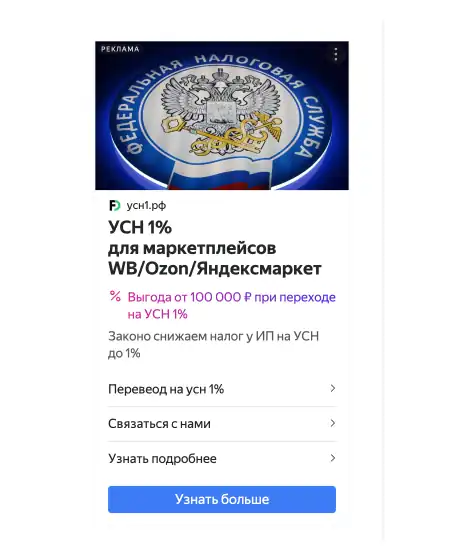 РЕКЛАМА
ФЕДЕРАЛЬНАЯ НАЛОГОВАЯ СЛУЖБА
усн1.рф
УСН 1%
для маркетплейсов
WB/Ozon/Яндексмаркет
% Выгода от 100 000 ₽ при переходе
на УСН 1%
Законо снижаем налог у ИП на УСН
до 1%
Перевеод на усн 1%
Связаться с нами
Узнать подробнее
Узнать больше